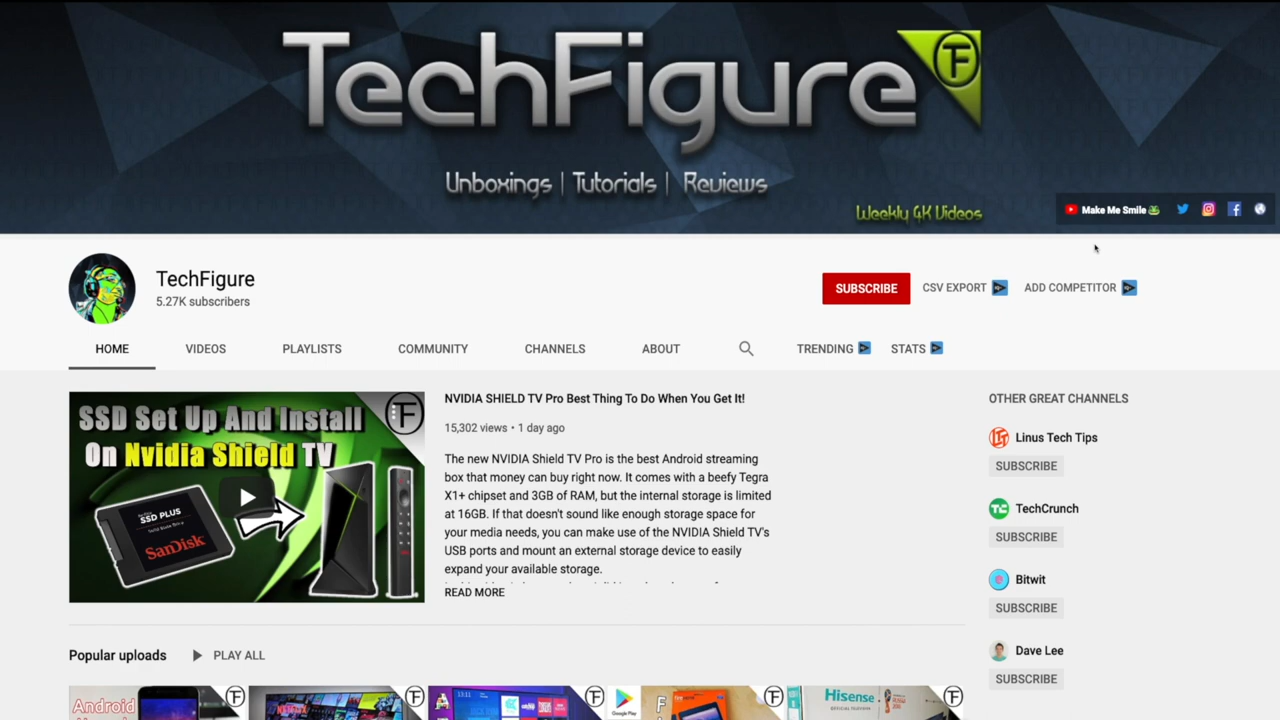 TechFigure
TF
Unboxings | Tutorials | Reviews
Weekly 4K Videos
Make Me Smile
TechFigure
5.27K subscribers
SUBSCRIBE
CSV EXPORT
ADD COMPETITOR
HOME
VIDEOS
PLAYLISTS
COMMUNITY
CHANNELS
ABOUT
TRENDING
STATS
SSD Set Up And Install
On Nvidia Shield TV
SSD PLUS
SanDisk
NVIDIA SHIELD TV Pro Best Thing To Do When You Get It!
15,302 views • 1 day ago
The new NVIDIA Shield TV Pro is the best Android streaming
box that money can buy right now. It comes with a beefy Tegra
X1+ chipset and 3GB of RAM, but the internal storage is limited
at 16GB. If that doesn't sound like enough storage space for
your media needs, you can make use of the NVIDIA Shield TV's
USB ports and mount an external storage device to easily
expand your available storage.
READ MORE
OTHER GREAT CHANNELS
Linus Tech Tips
SUBSCRIBE
TechCrunch
SUBSCRIBE
Bitwit
SUBSCRIBE
Dave Lee
SUBSCRIBE
Popular uploads
PLAY ALL
Android
NETFLIX
13:11
Google Play
Hisense